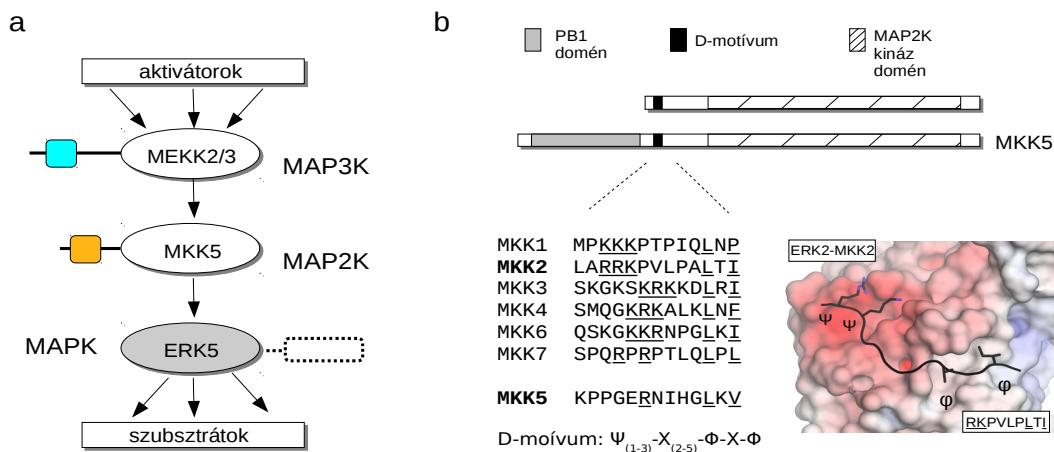 a
aktivátorok
MEKK2/3
MAP3K
MKK5
MAP2K
MAPK
ERK5
szubsztrátok
b
PB1
domén
D-motívum
MAP2K
kináz
domén
MKK5
MKK1 MPKKKPTPIQLNP
MKK2 LARRKPVLPALTI
MKK3 SKGKSKRKKDLRI
MKK4 SMQGKRKALKLNF
MKK6 QSKGKKRNPGLKI
MKK7 SPQRPRPTLQLPL
MKK5 KPPGERNIHGLKV
D-moívum: Ψ(1-3)-X(2-5)-Φ-X-Φ
ERK2-MKK2
Ψ Ψ
φ φ
RKPVLPLTI